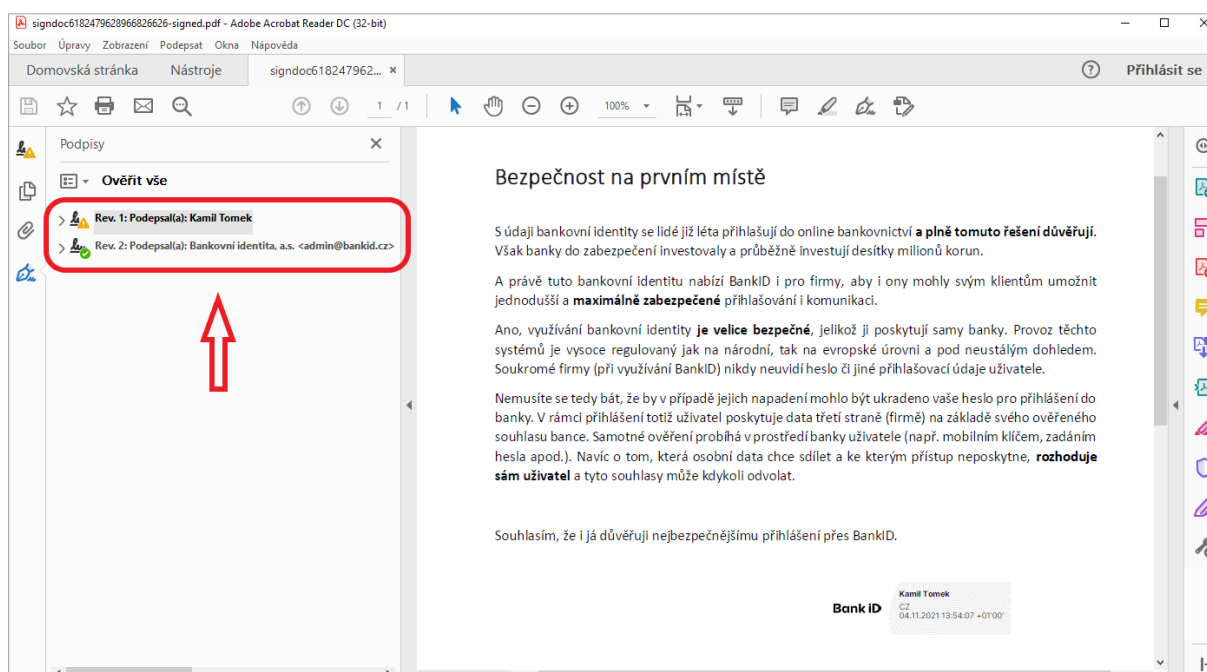 signdoc6182479628966826626-signed.pdf - Adobe Acrobat Reader DC (32-bit)
Soubor Úpravy Zobrazení Podepsat Okna Nápověda
Domovská stránka Nástroje signdoc618247962... × ? Přihlásit se
1 / 1 100%
Podpisy
Ověřit vše
Rev. 1: Podepsal(a): Kamil Tomek
Rev. 2: Podepsal(a): Bankovní identita, a.s. <admin@bankid.cz>
Bezpečnost na prvním místě
S údaji bankovní identity se lidé již léta přihlašují do online bankovnictví a plně tomuto řešení důvěřují.
Však banky do zabezpečení investovaly a průběžně investují desítky milionů korun.
A právě tuto bankovní identitu nabízí BankID i pro firmy, aby i ony mohly svým klientům umožnit
jednodušší a maximálně zabezpečené přihlašování i komunikaci.
Ano, využívání bankovní identity je velice bezpečné, jelikož ji poskytují samy banky. Provoz těchto
systémů je vysoce regulovaný jak na národní, tak na evropské úrovni a pod neustálým dohledem.
Soukromé firmy (při využívání BankID) nikdy neuvidí heslo či jiné přihlašovací údaje uživatele.
Nemusíte se tedy bát, že by v případě jejich napadení mohlo být ukradeno vaše heslo pro přihlášení do
banky. V rámci přihlášení totiž uživatel poskytuje data třetí straně (firmě) na základě svého ověřeného
souhlasu bance. Samotné ověření probíhá v prostředí banky uživatele (např. mobilním klíčem, zadáním
hesla apod.). Navíc o tom, která osobní data chce sdílet a ke kterým přístup neposkytne, rozhoduje
sám uživatel a tyto souhlasy může kdykoli odvolat.
Souhlasím, že i já důvěřuji nejbezpečnějšímu přihlášení přes BankID.
Bank iD
Kamil Tomek
CZ
04.11.2021 13:54:07 +01'00'